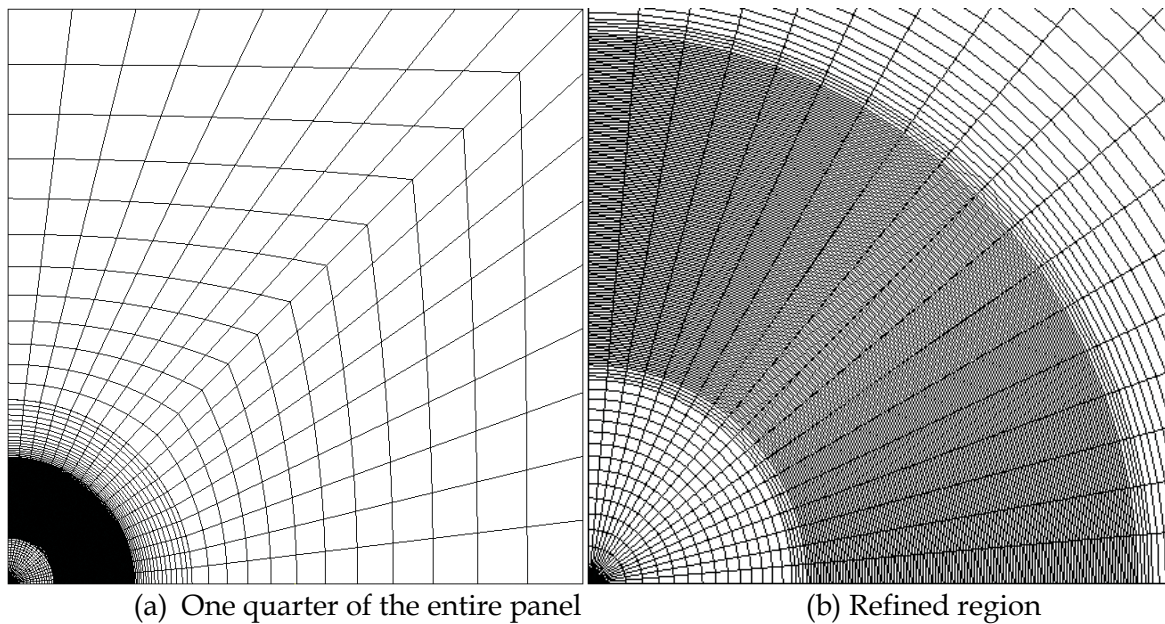 (a) One quarter of the entire panel
(b) Refined region